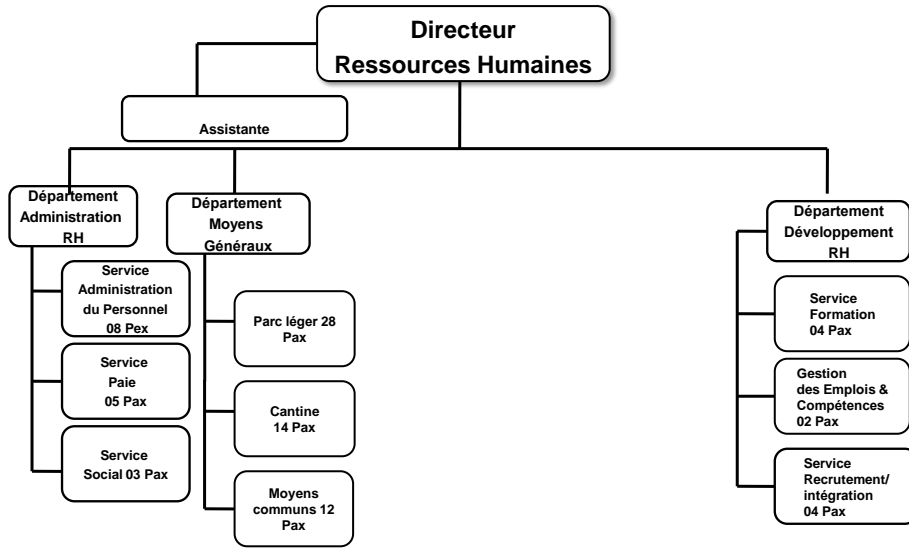 Directeur
Ressources Humaines
Assistante
Département
Administration
RH
Service
Administration
du Personnel
08 Pex
Service
Paie
05 Pax
Service
Social 03 Pax
Département
Moyens
Généraux
Parc léger 28
Pax
Cantine
14 Pax
Moyens
communs 12
Pax
Département
Développement
RH
Service
Formation
04 Pax
Gestion
des Emplois &
Compétences
02 Pax
Service
Recrutement/
intégration
04 Pax